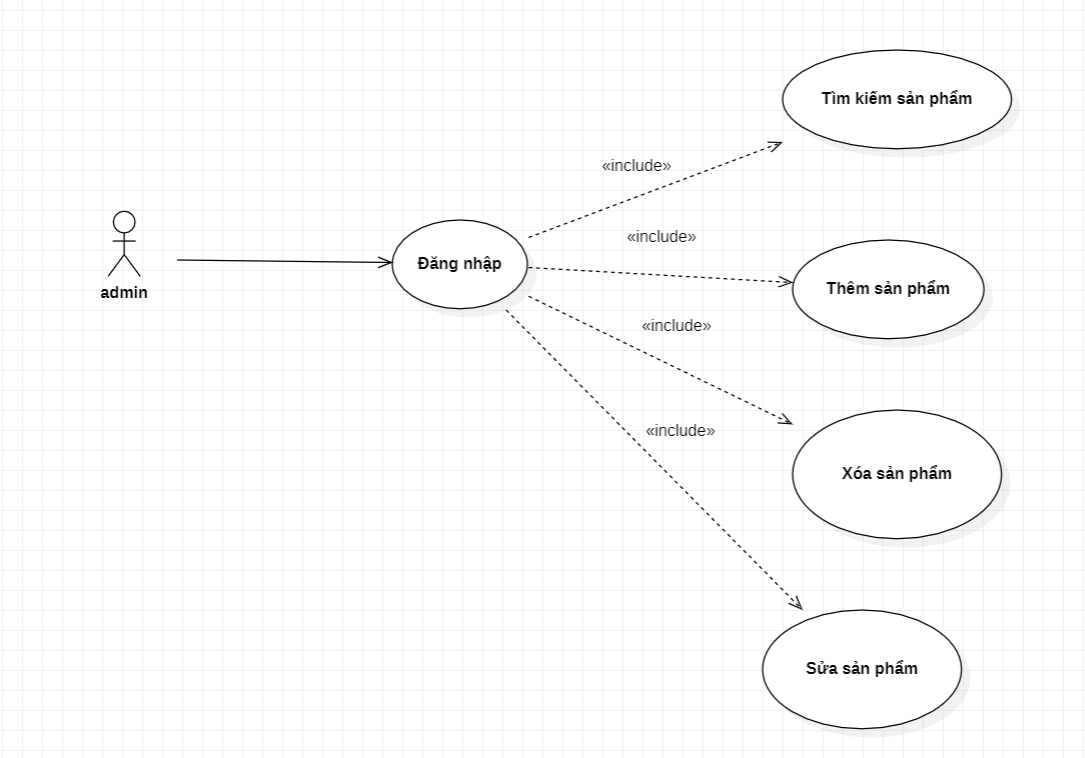 Tìm kiếm sản phẩm
«include»
«include»
admin
Đăng nhập
Thêm sản phẩm
«include»
«include»
Xóa sản phẩm
Sửa sản phẩm